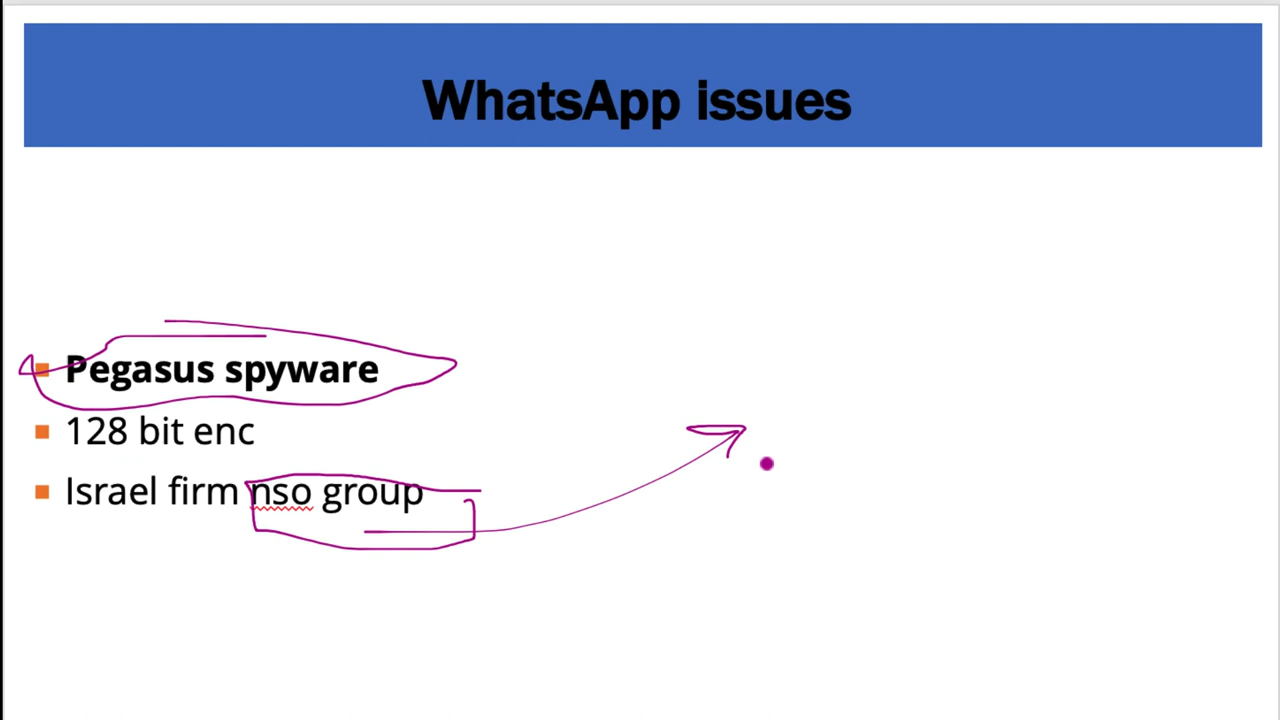 WhatsApp issues
Pegasus spyware
128 bit enc
Israel firm nso group